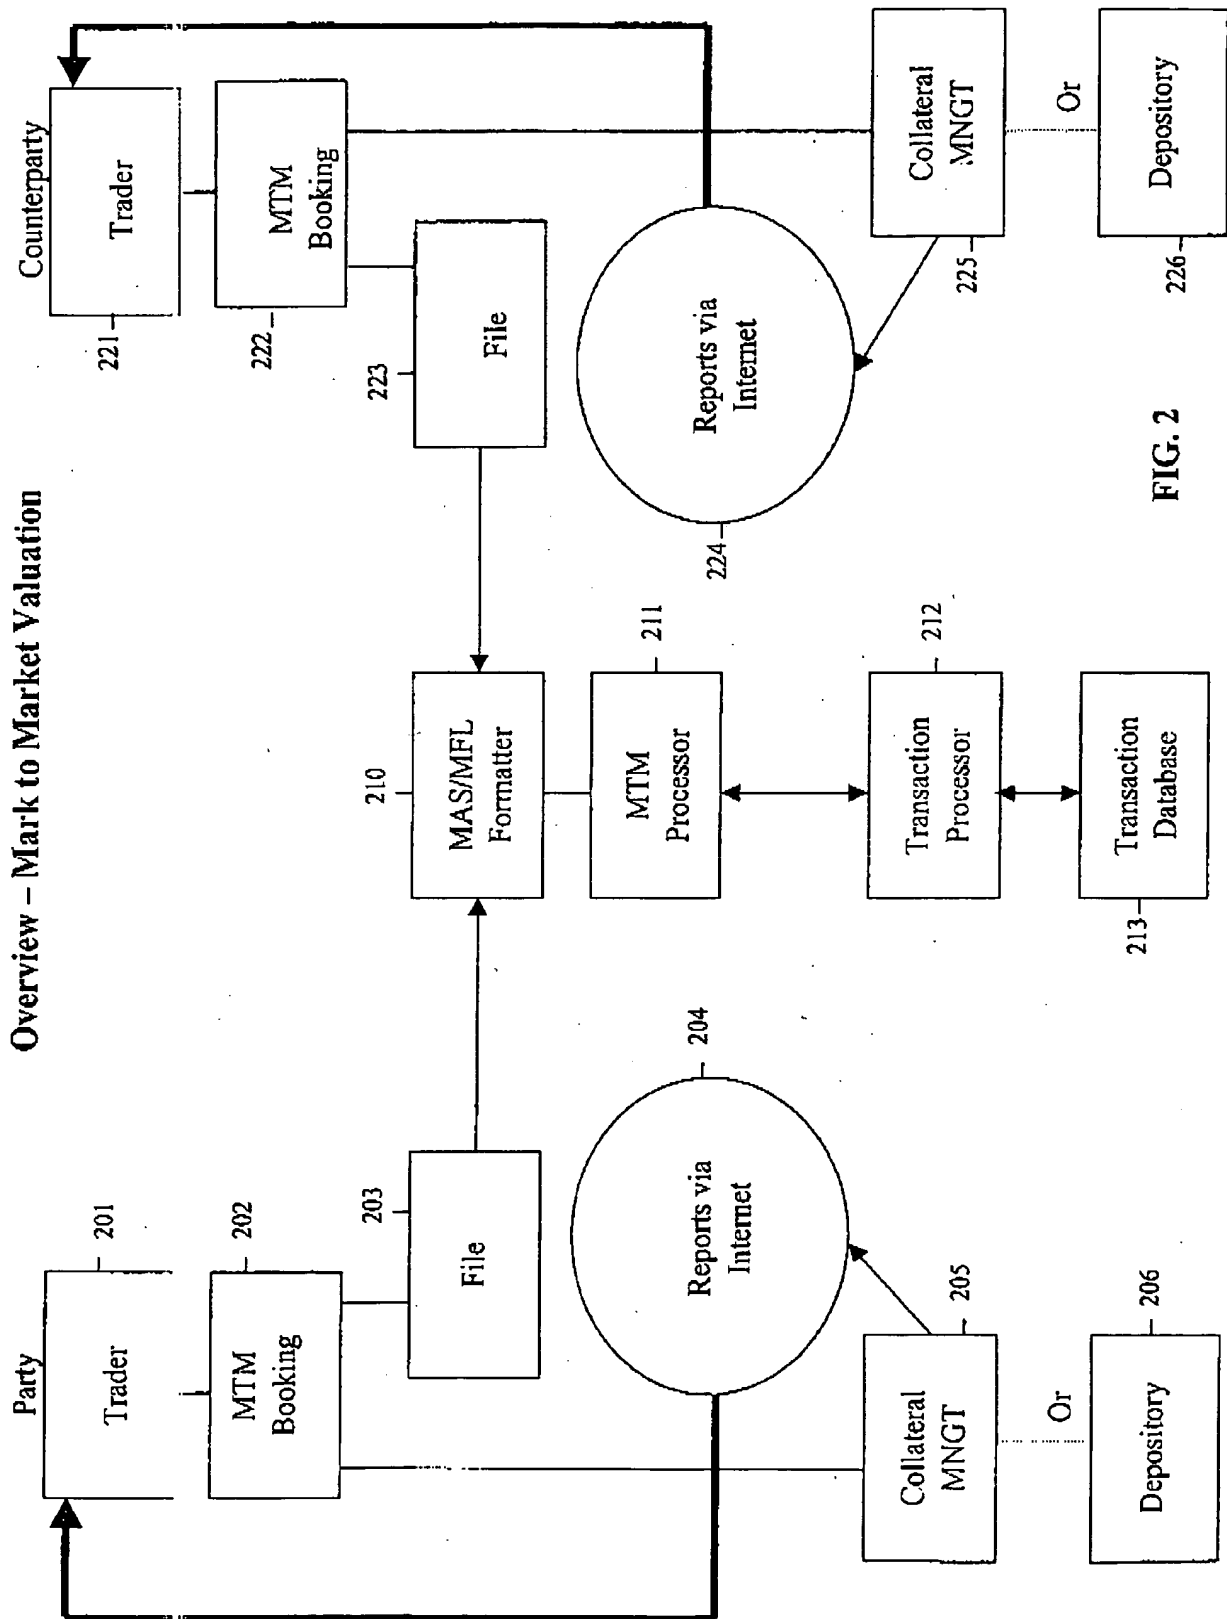 Overview – Mark to Market Valuation
Party
Trader
201
MTM
Booking
202
File
203
Reports via
Internet
204
Collateral
MNGT
205
Or
Depository
206
210
MAS/MFL
Formatter
MTM
Processor
211
Transaction
Processor
212
Transaction
Database
213
Counterparty
Trader
221
MTM
Booking
222
File
223
Reports via
Internet
224
Collateral
MNGT
225
Or
Depository
226
FIG. 2